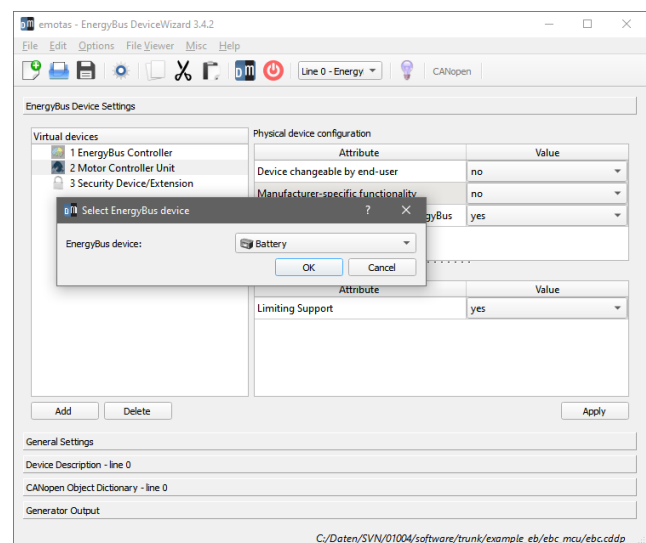 emotas - EnergyBus DeviceWizard 3.4.2
File Edit Options File Viewer Misc Help
Line 0 - Energy CANopen
EnergyBus Device Settings
Virtual devices
1 EnergyBus Controller
2 Motor Controller Unit
3 Security Device/Extension
Physical device configuration
Attribute Value
Device changeable by end-user no
Manufacturer-specific functionality no
yes
Select EnergyBus device ? ×
EnergyBus device: Battery
OK Cancel
Attribute Value
Limiting Support yes
Add Delete Apply
General Settings
Device Description - line 0
CANopen Object Dictionary - line 0
Generator Output
C:/Daten/SVN/01004/software/trunk/example_eb/ebc_mcu/ebc.cddp